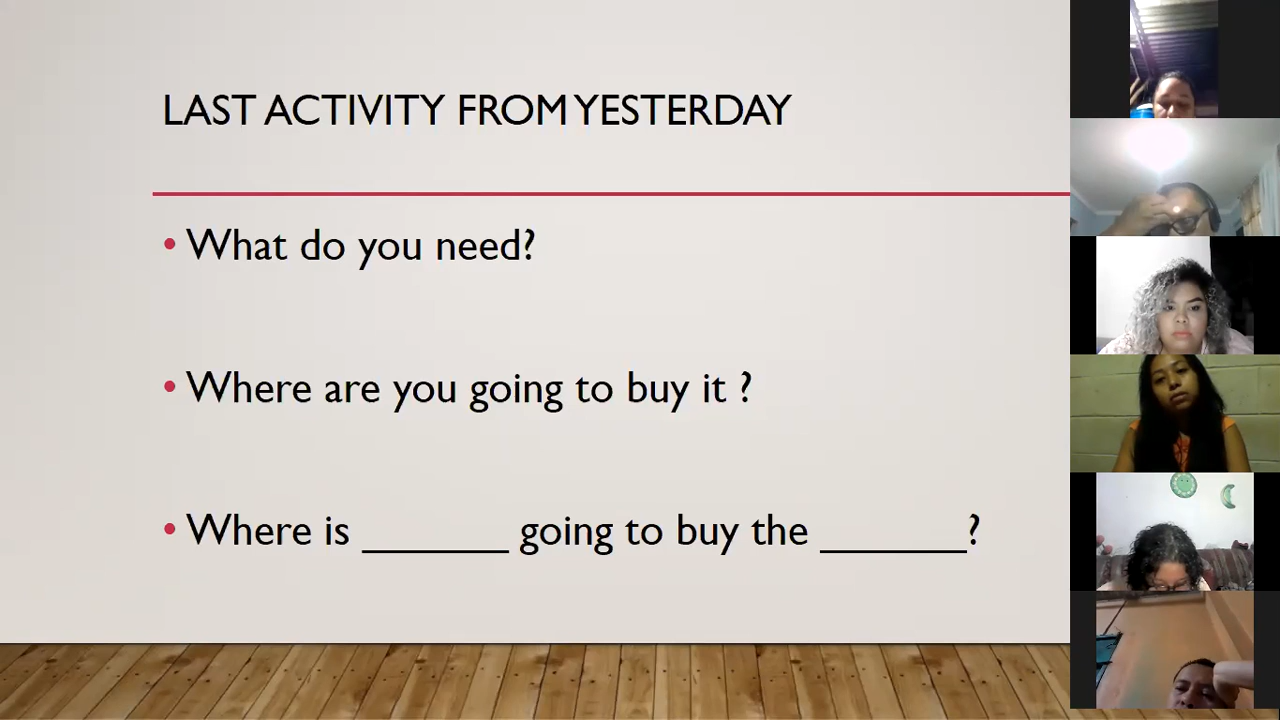 LAST ACTIVITY FROM YESTERDAY
• What do you need?
• Where are you going to buy it ?
• Where is _______ going to buy the _______?